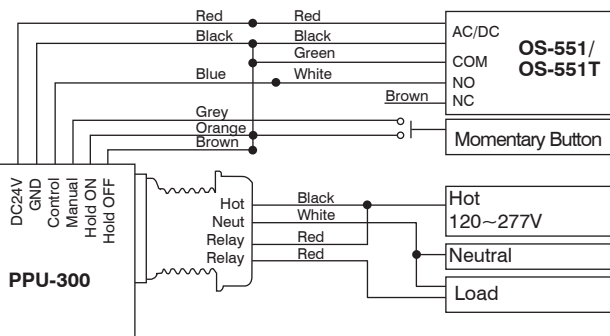 Red Red
Black Black
Green
Blue White
Brown
AC/DC
COM
NO
NC
OS-551/
OS-551T
Grey
Orange
Brown
Momentary Button
DC24V
GND
Control
Manual
Hold ON
Hold OFF
PPU-300
Hot
Neut
Relay
Relay
Black
White
Red
Red
Hot
120~277V
Neutral
Load